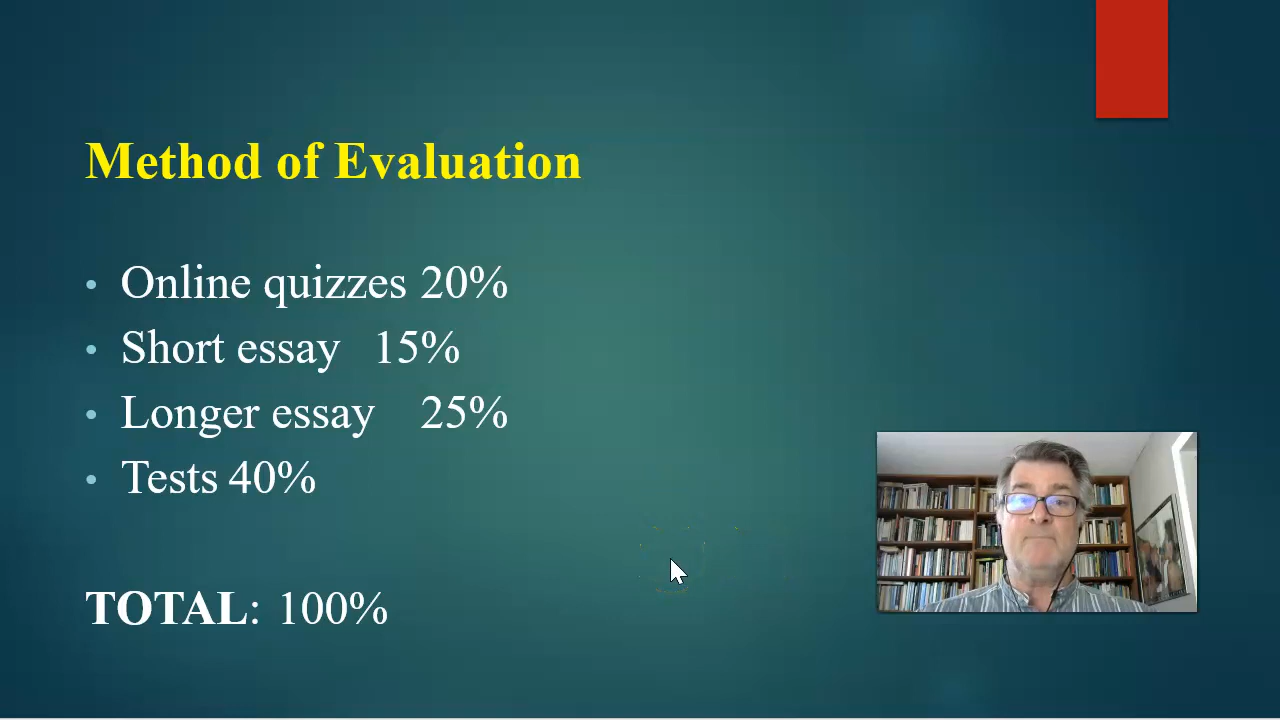 Method of Evaluation
• Online quizzes 20%
• Short essay 15%
• Longer essay 25%
• Tests 40%
TOTAL: 100%